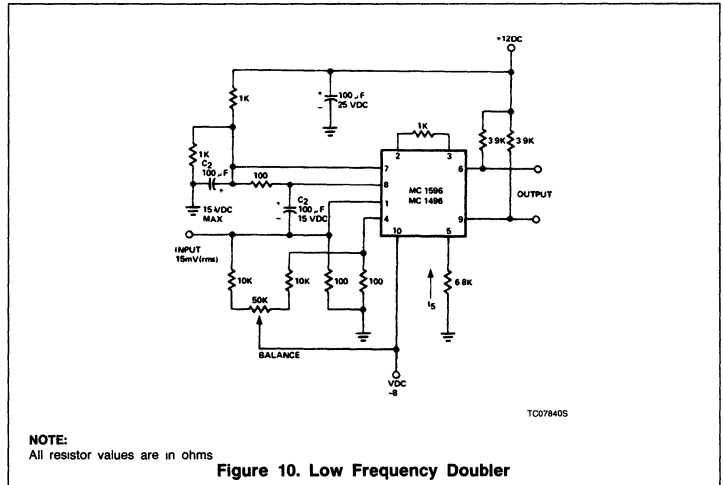 +12DC
+ 100 µF
− 25 VDC
1K
1K
2 3
3 9K 3 9K
1K
C2
100 µF
+
100
7
8
1
4
10
6
9
5
MC 1596
MC 1496
OUTPUT
+ C2
100 µF
− 15 VDC
15 VDC
MAX
INPUT
15mV(rms)
10K 10K 100 100
50K
I5
6 8K
BALANCE
VDC
-8
TC07840S
NOTE:
All resistor values are in ohms
Figure 10. Low Frequency Doubler